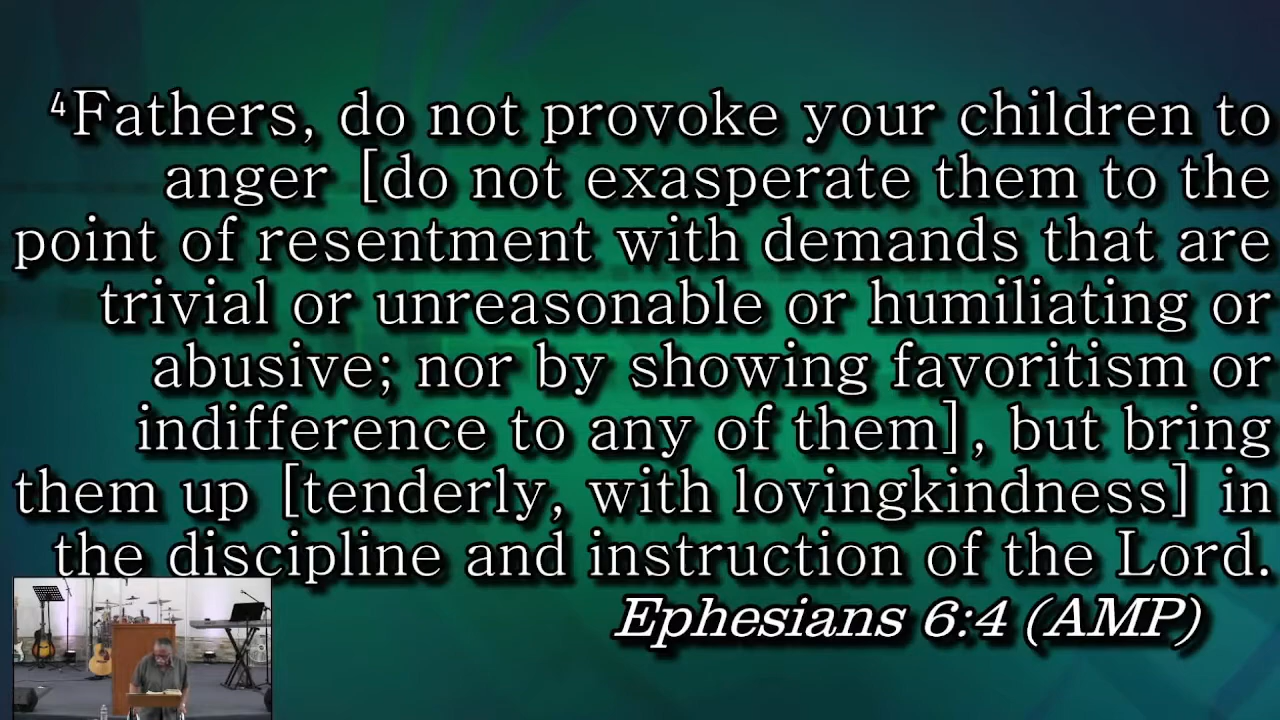 ⁴Fathers, do not provoke your children to
anger [do not exasperate them to the
point of resentment with demands that are
trivial or unreasonable or humiliating or
abusive; nor by showing favoritism or
indifference to any of them], but bring
them up [tenderly, with lovingkindness] in
the discipline and instruction of the Lord.
Ephesians 6:4 (AMP)